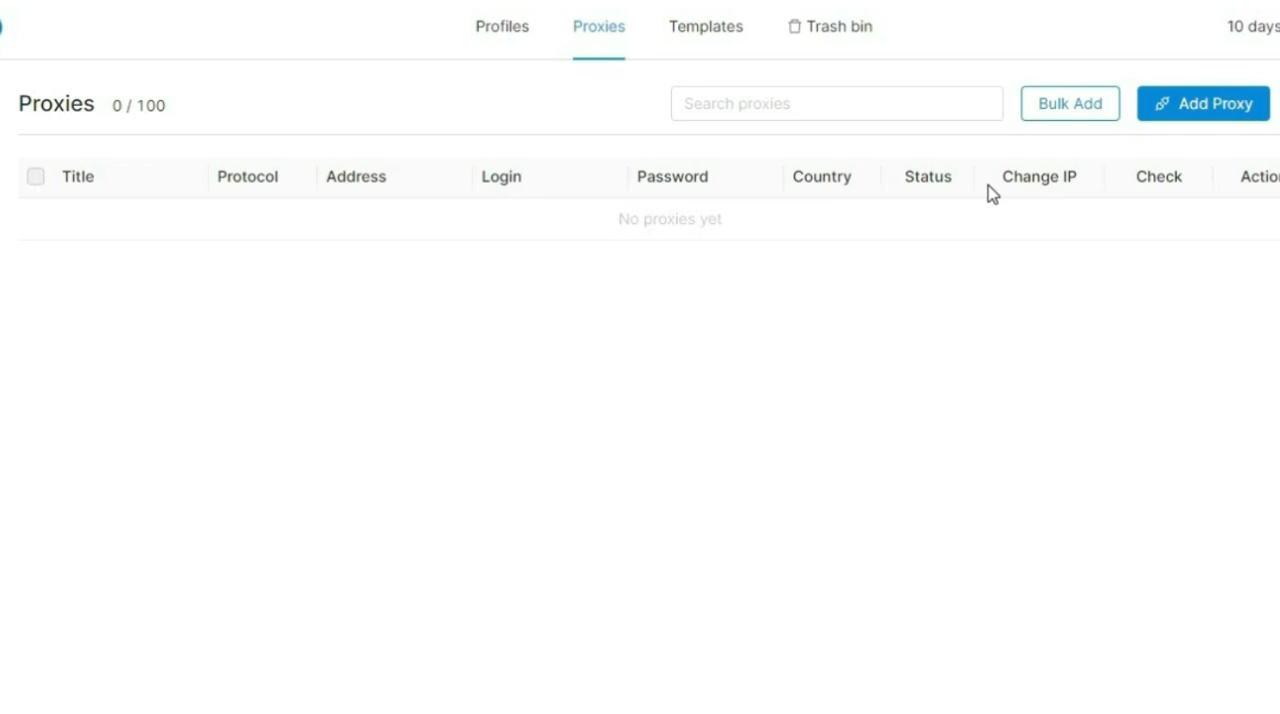 Profiles Proxies Templates Trash bin 10 days
Proxies 0 / 100 Search proxies Bulk Add Add Proxy
Title Protocol Address Login Password Country Status Change IP Check Actio
No proxies yet